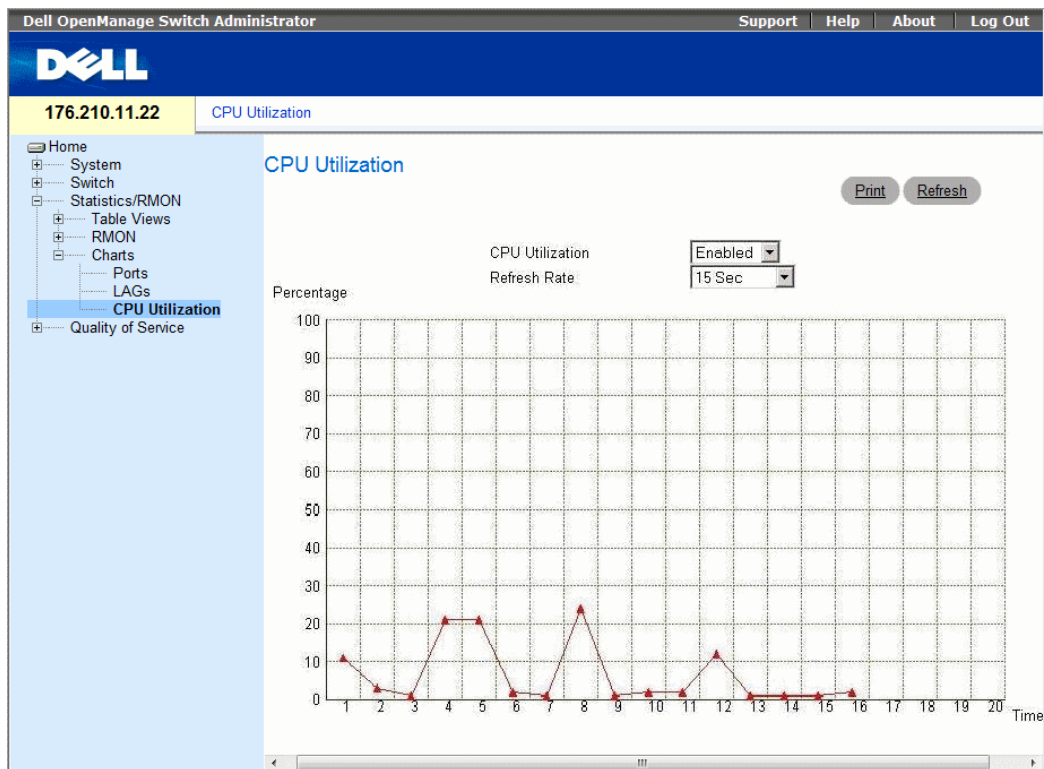 Dell OpenManage Switch Administrator
Support | Help | About | Log Out
DELL
176.210.11.22
CPU Utilization
Home
System
Switch
Statistics/RMON
Table Views
RMON
Charts
Ports
LAGs
CPU Utilization
Quality of Service
CPU Utilization
Print
Refresh
CPU Utilization
Enabled
Refresh Rate
15 Sec
Percentage
100
90
80
70
60
50
40
30
20
10
0
1 2 3 4 5 6 7 8 9 10 11 12 13 14 15 16 17 18 19 20
Time